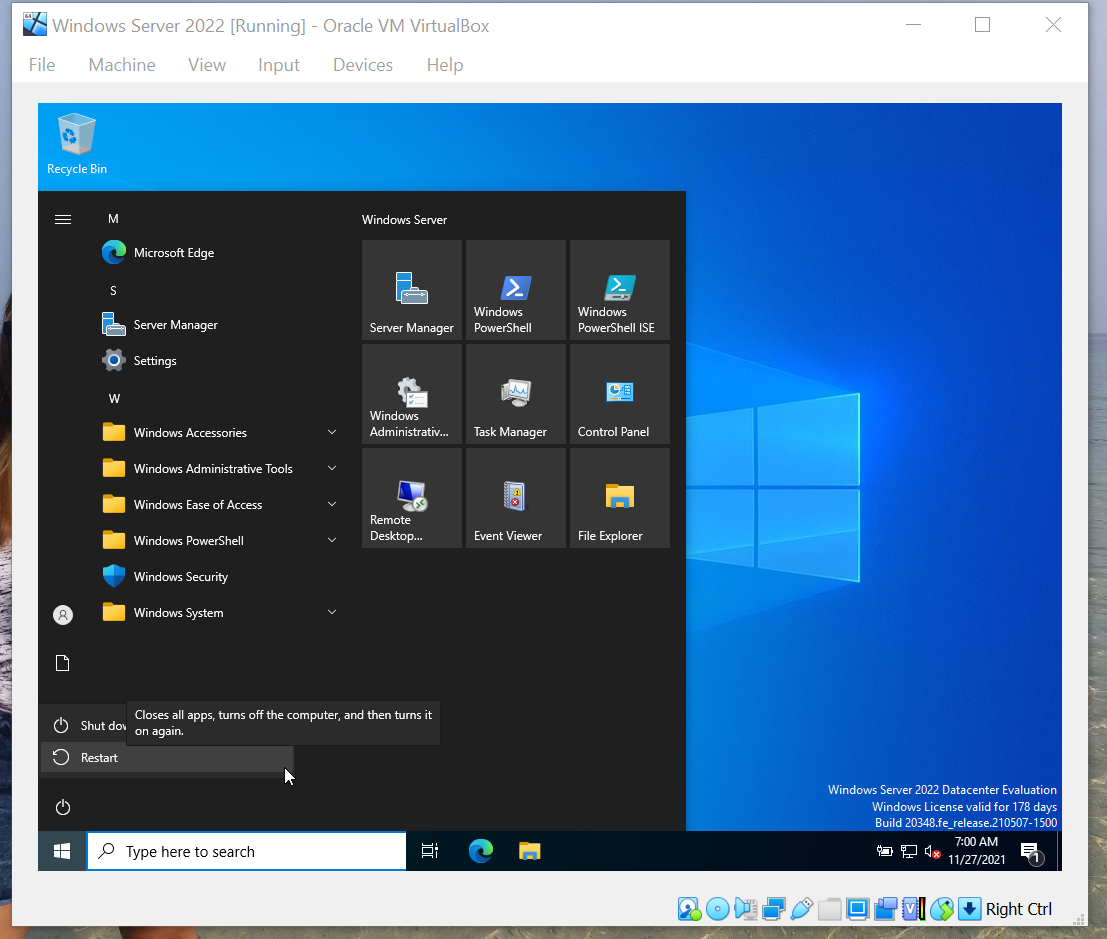 Windows Server 2022 [Running] - Oracle VM VirtualBox
File Machine View Input Devices Help
Recycle Bin
M
Microsoft Edge
S
Server Manager
Settings
W
Windows Accessories
Windows Administrative Tools
Windows Ease of Access
Windows PowerShell
Windows Security
Windows System
Windows Server
Server Manager
Windows
PowerShell
Windows
PowerShell ISE
Windows
Administrativ...
Task Manager
Control Panel
Remote
Desktop...
Event Viewer
File Explorer
Shut dow
Closes all apps, turns off the computer, and then turns it
on again.
Restart
Windows Server 2022 Datacenter Evaluation
Windows License valid for 178 days
Build 20348.fe_release.210507-1500
Type here to search
7:00 AM
11/27/2021
1
Right Ctrl